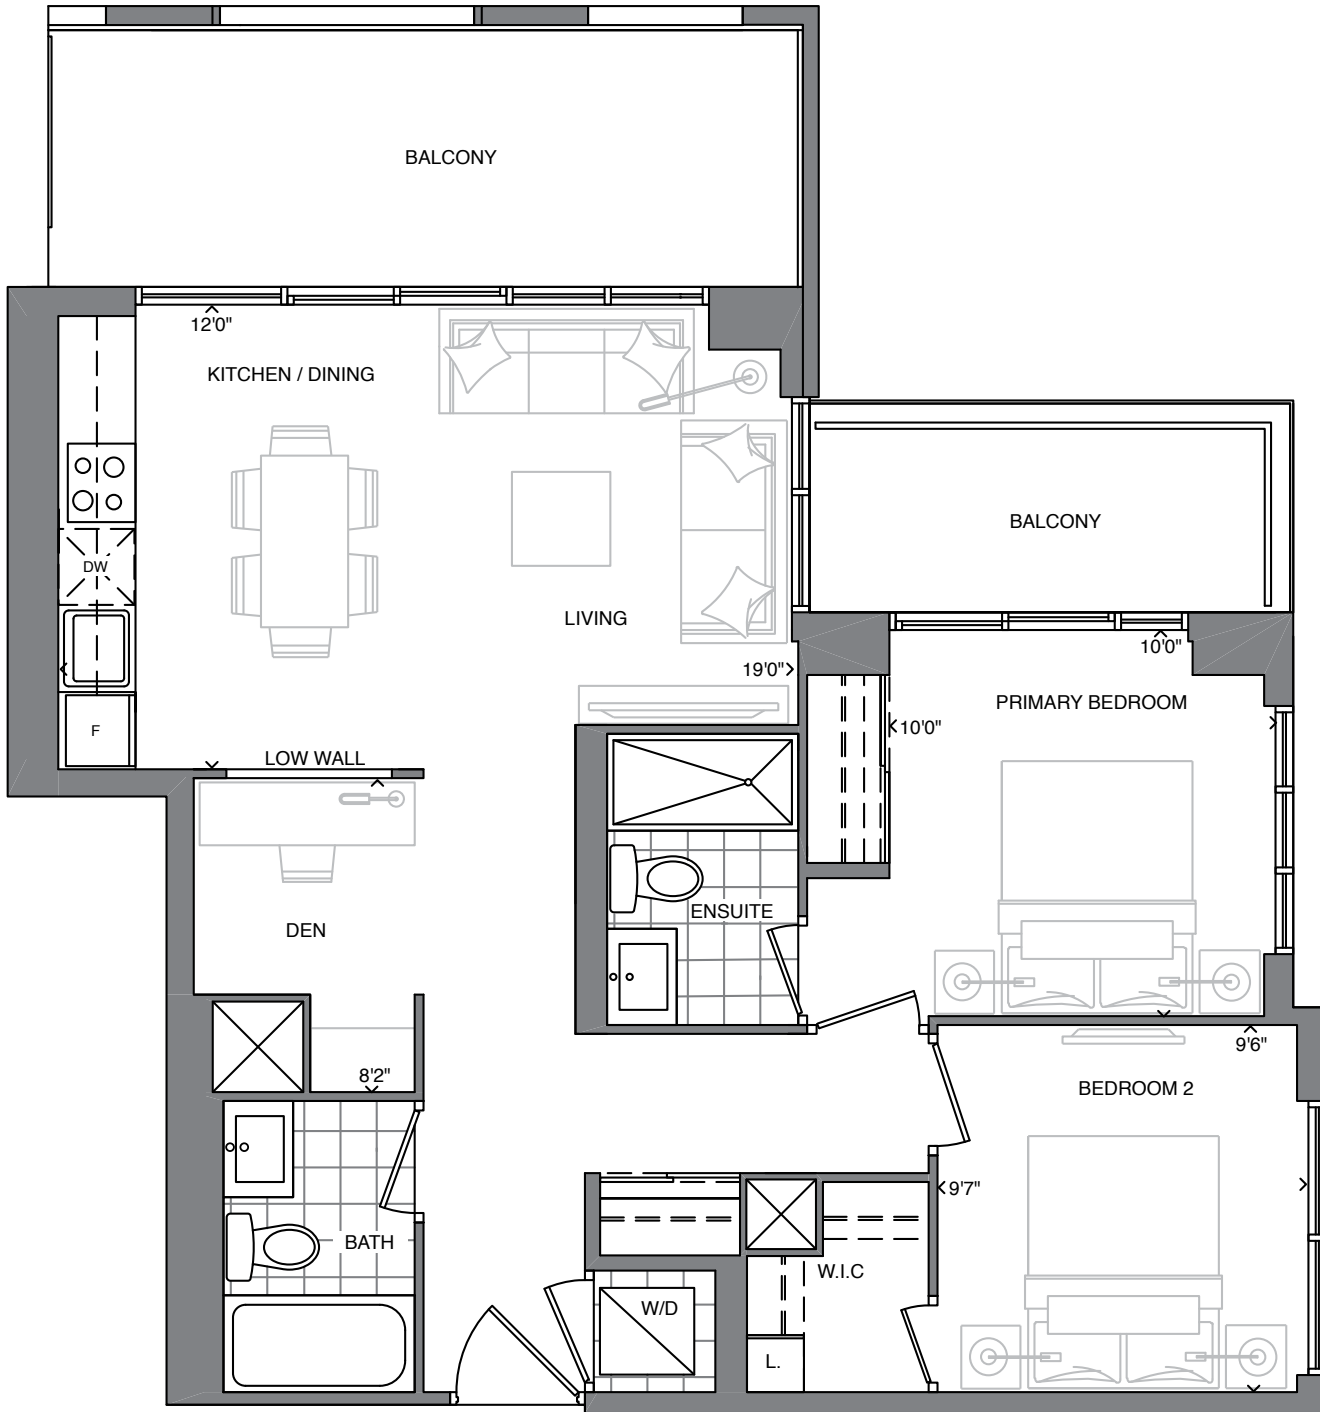 BALCONY
12'0"
KITCHEN / DINING
BALCONY
DW
LIVING
10'0"
19'0"
PRIMARY BEDROOM
10'0"
F
LOW WALL
ENSUITE
DEN
9'6"
8'2"
BEDROOM 2
9'7"
BATH
W.I.C
W/D
L.